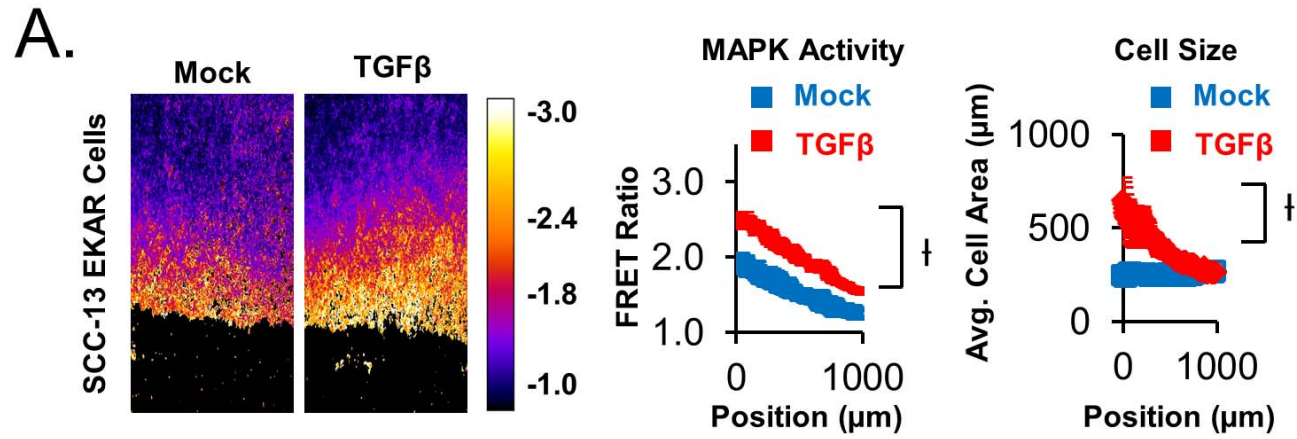 A.
Mock
TGFβ
SCC-13 EKAR Cells
-3.0
-2.4
-1.8
-1.0
MAPK Activity
Mock
TGFβ
FRET Ratio
3.0
2.0
1.0
0
1000
Position (µm)
ƚ
Cell Size
Mock
TGFβ
Avg. Cell Area (µm)
1000
500
0
0
1000
Position (µm)
ƚ